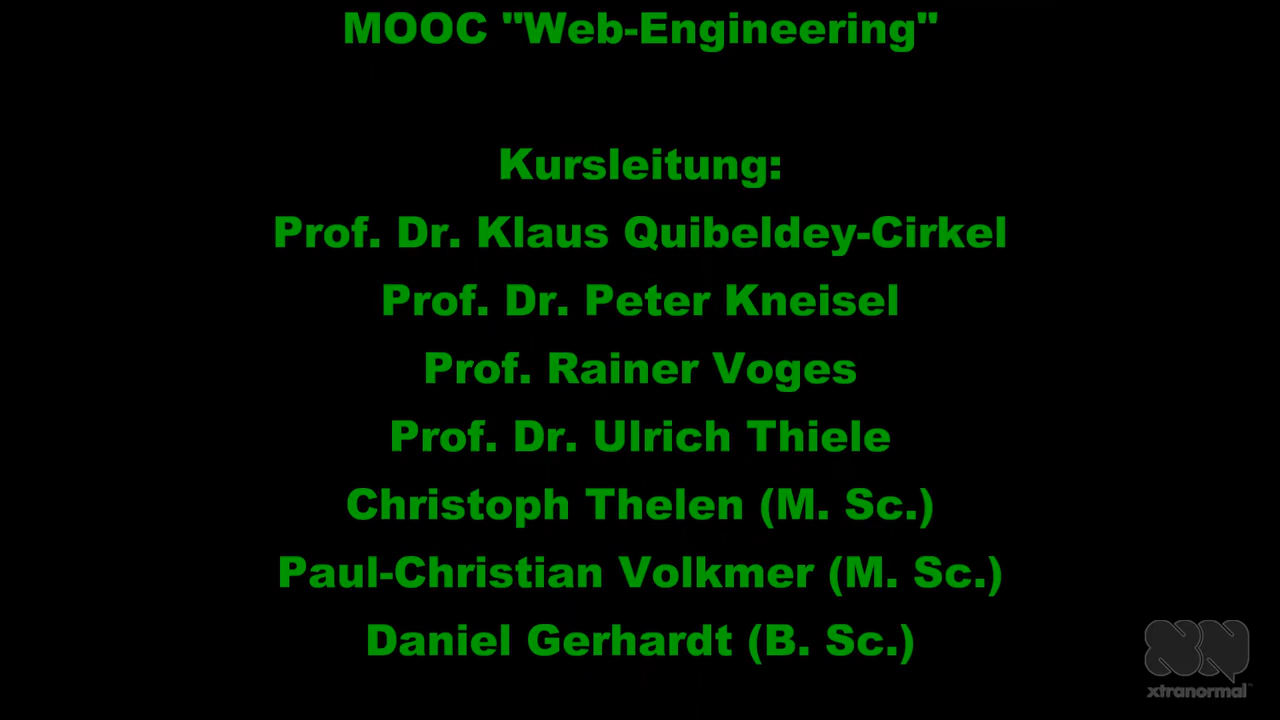 MOOC "Web-Engineering"
Kursleitung:
Prof. Dr. Klaus Quibeldey-Cirkel
Prof. Dr. Peter Kneisel
Prof. Rainer Voges
Prof. Dr. Ulrich Thiele
Christoph Thelen (M. Sc.)
Paul-Christian Volkmer (M. Sc.)
Daniel Gerhardt (B. Sc.)
xtranormal™